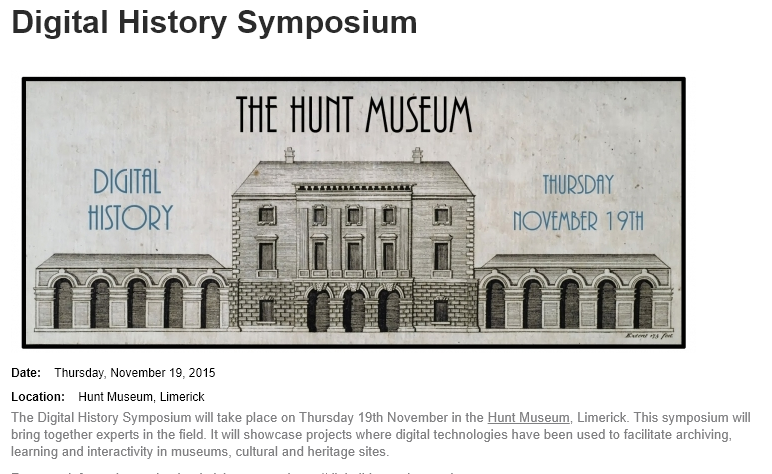 Digital History Symposium
THE HUNT MUSEUM
DIGITAL
HISTORY
THURSDAY
NOVEMBER 19TH
Date: Thursday, November 19, 2015
Location: Hunt Museum, Limerick
The Digital History Symposium will take place on Thursday 19th November in the Hunt Museum, Limerick. This symposium will
bring together experts in the field. It will showcase projects where digital technologies have been used to facilitate archiving,
learning and interactivity in museums, cultural and heritage sites.